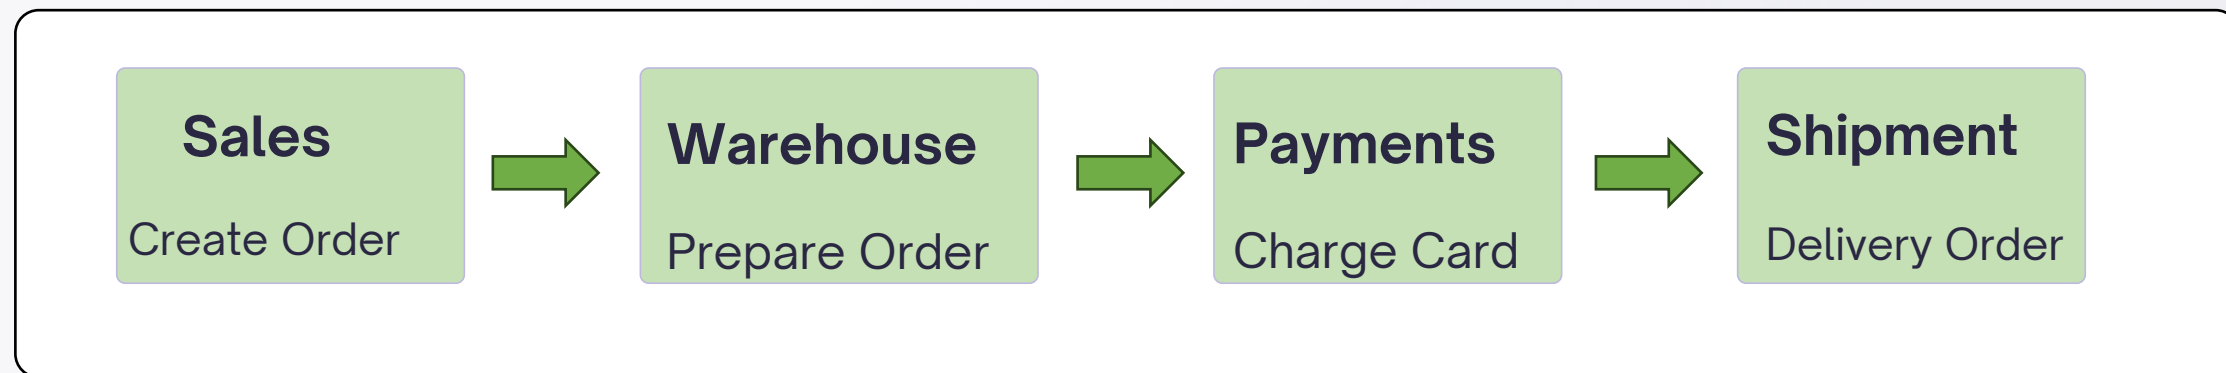 Sales
Create Order
Warehouse
Prepare Order
Payments
Charge Card
Shipment
Delivery Order